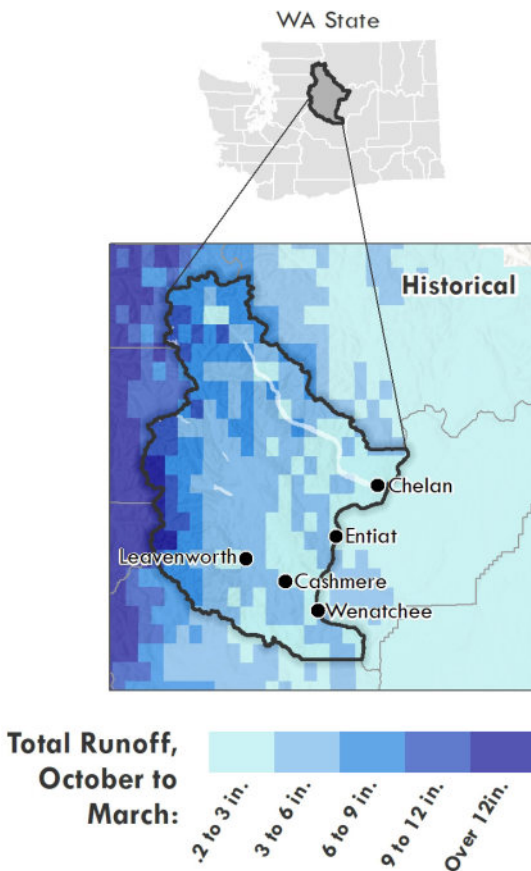 WA State
Historical
Chelan
Entiat
Leavenworth
Cashmere
Wenatchee
Total Runoff,
October to
March:
.2 to 3 in.
3 to 6 in.
6 to 9 in.
9 to 12 in.
Over 12in.